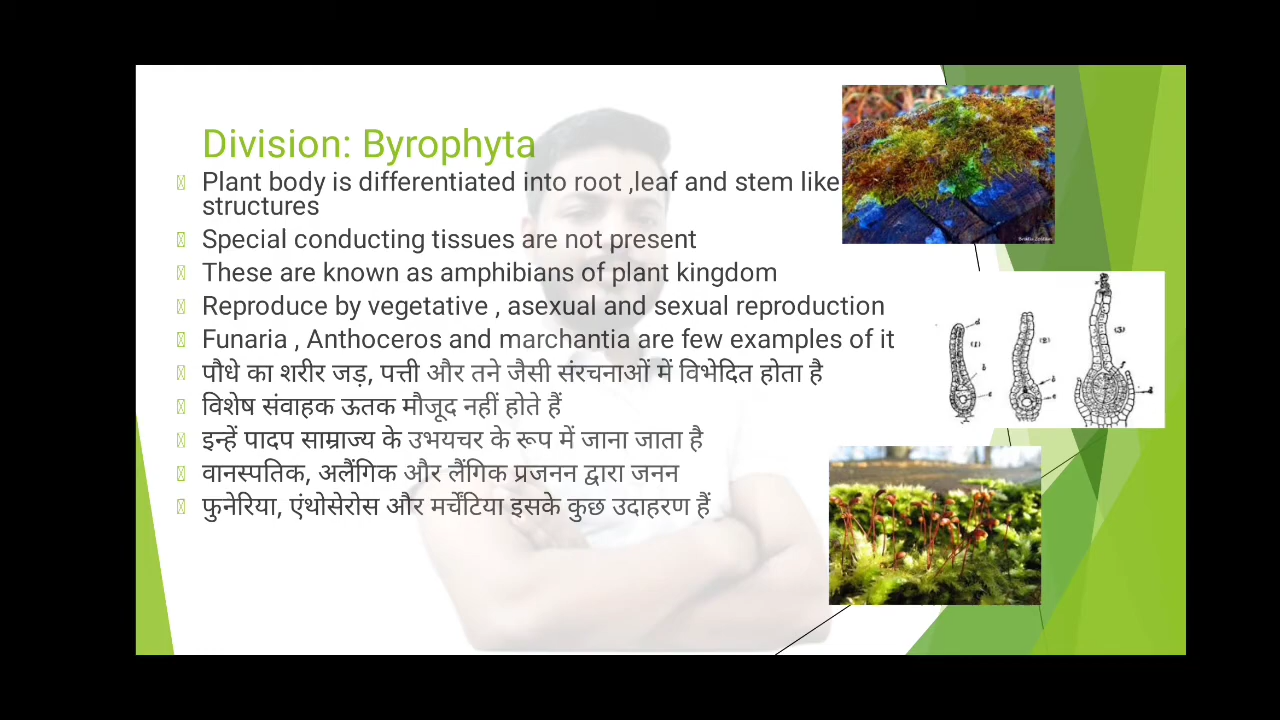 Division: Byrophyta
Plant body is differentiated into root ,leaf and stem like
structures
Special conducting tissues are not present
These are known as amphibians of plant kingdom
Reproduce by vegetative , asexual and sexual reproduction
Funaria , Anthoceros and marchantia are few examples of it
पौधे का शरीर जड़, पत्ती और तने जैसी संरचनाओं में विभेदित होता है
विशेष संवाहक ऊतक मौजूद नहीं होते हैं
इन्हें पादप साम्राज्य के उभयचर के रूप में जाना जाता है
वानस्पतिक, अलैंगिक और लैंगिक प्रजनन द्वारा जनन
फुनेरिया, एंथोसेरोस और मर्चेंटिया इसके कुछ उदाहरण हैं
(1)
(2)
(3)